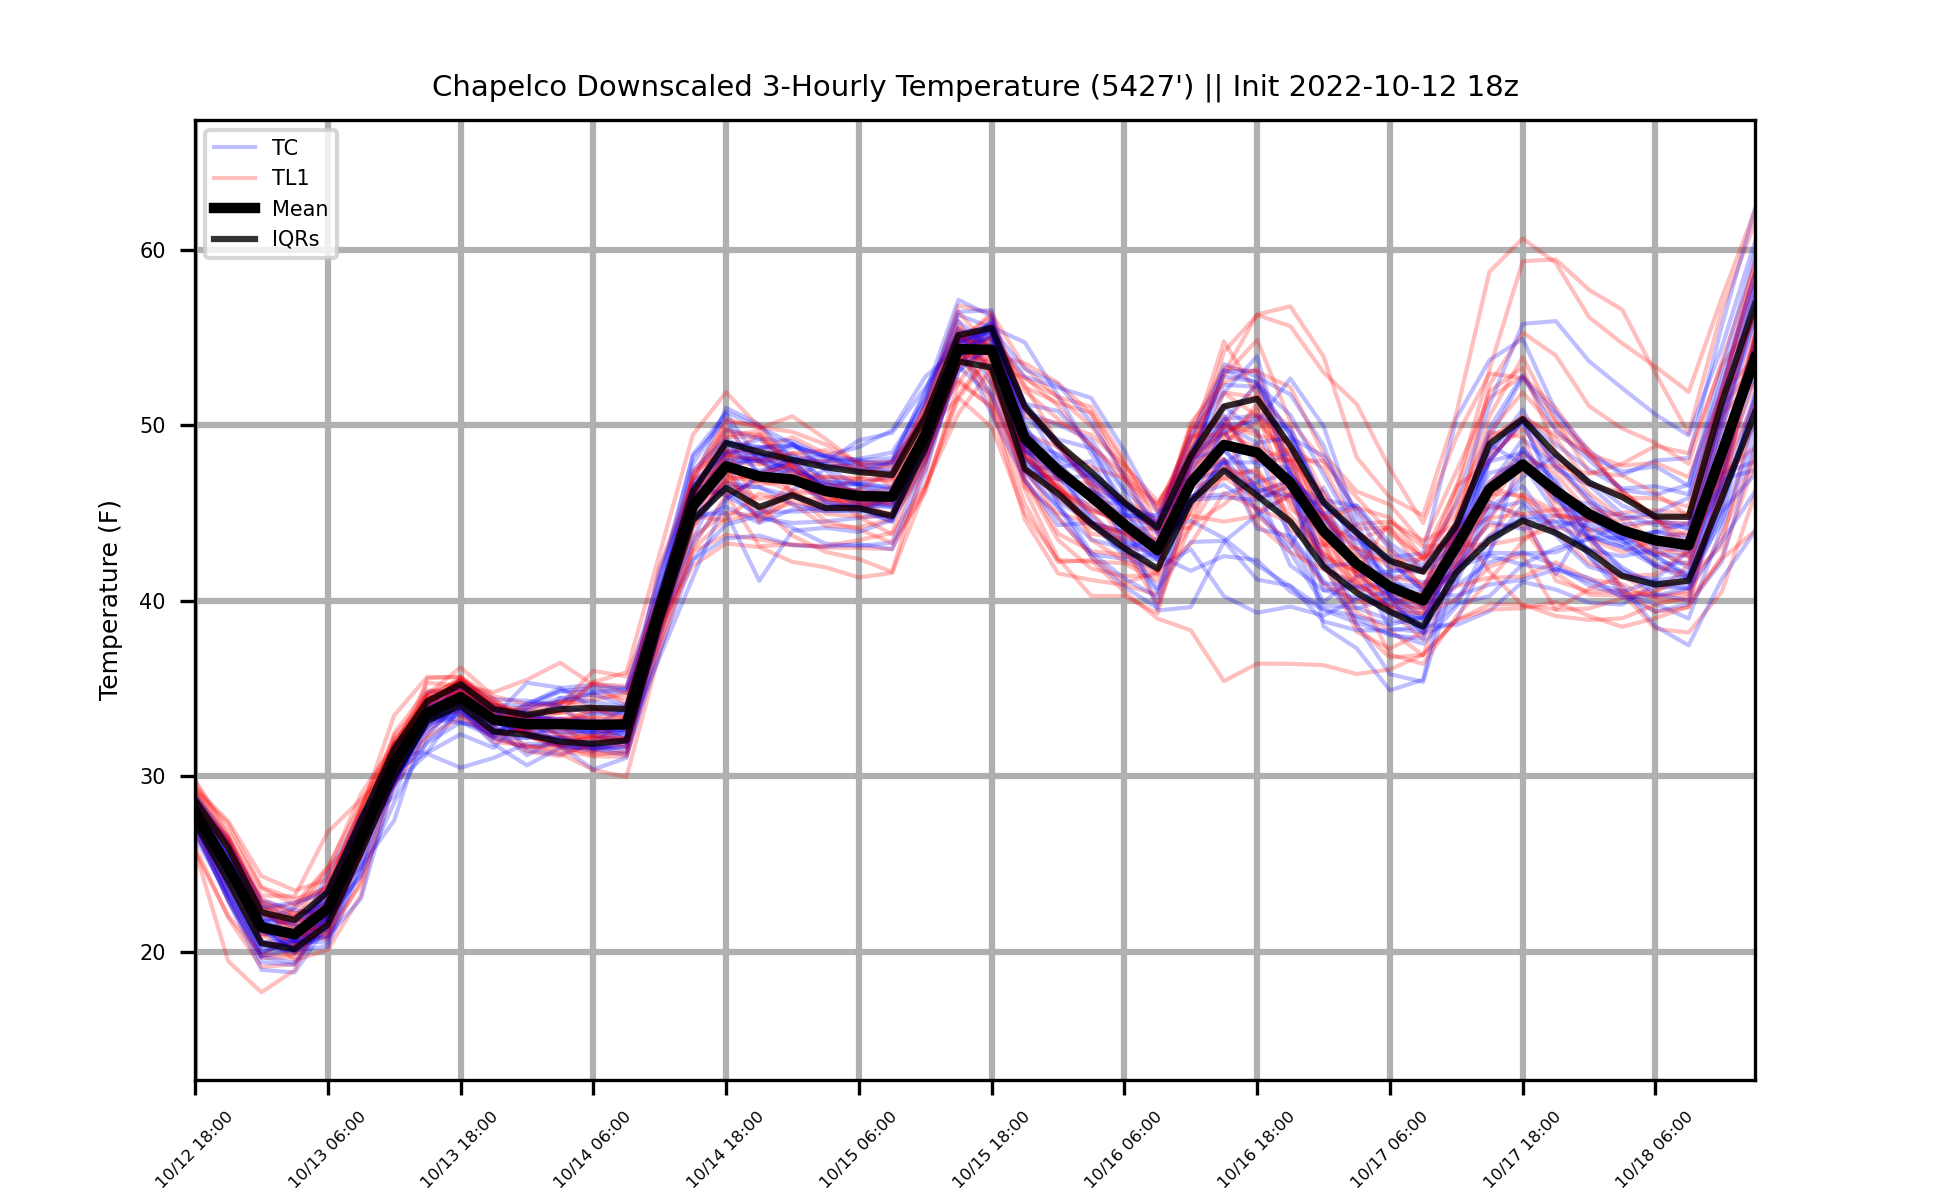 Chapelco Downscaled 3-Hourly Temperature (5427') || Init 2022-10-12 18z
TC
TL1
Mean
IQRs
Temperature (F)
60
50
40
30
20
10/12 18:00
10/13 06:00
10/13 18:00
10/14 06:00
10/14 18:00
10/15 06:00
10/15 18:00
10/16 06:00
10/16 18:00
10/17 06:00
10/17 18:00
10/18 06:00